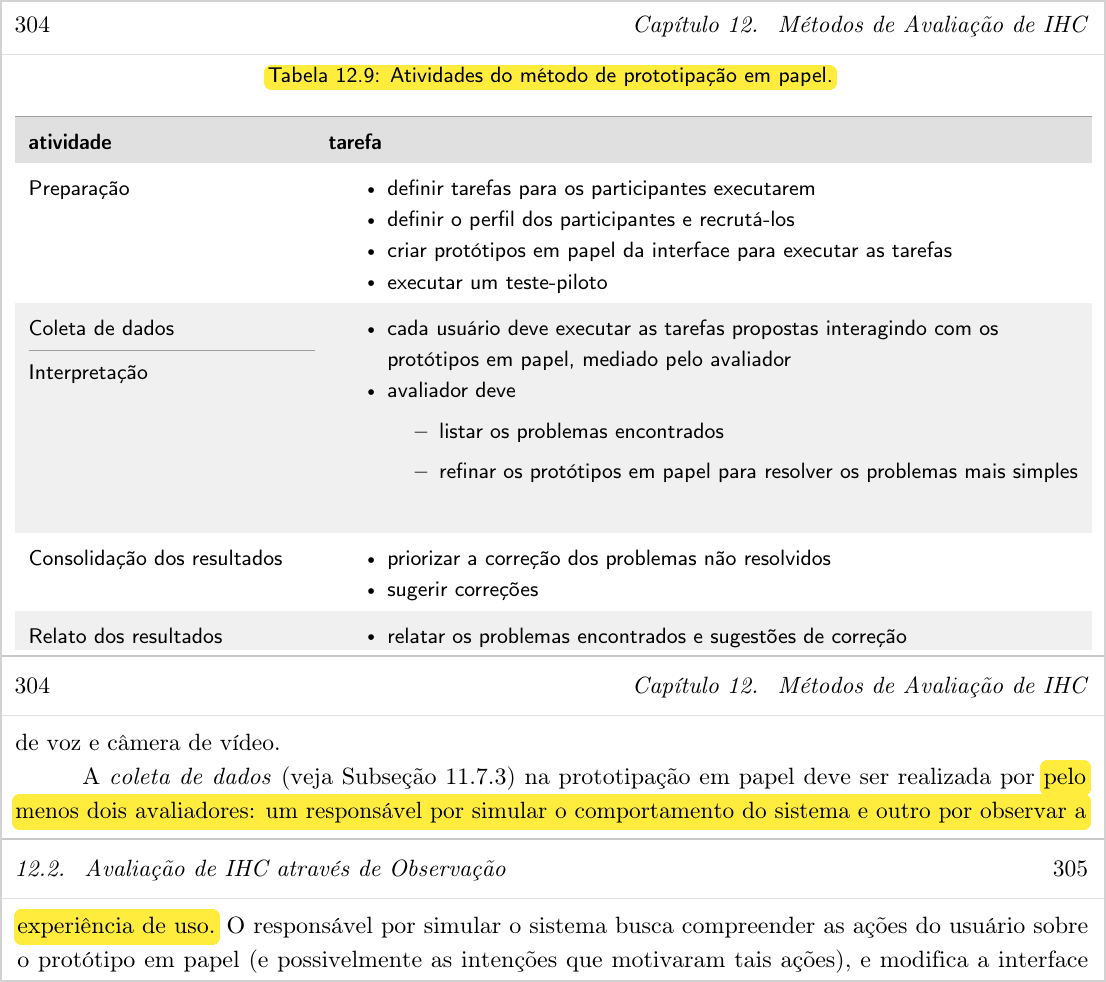 304 Capítulo 12. Métodos de Avaliação de IHC
Tabela 12.9: Atividades do método de prototipação em papel.
atividade tarefa
Preparação • definir tarefas para os participantes executarem
• definir o perfil dos participantes e recrutá-los
• criar protótipos em papel da interface para executar as tarefas
• executar um teste-piloto
Coleta de dados • cada usuário deve executar as tarefas propostas interagindo com os
protótipos em papel, mediado pelo avaliador
Interpretação
• avaliador deve
– listar os problemas encontrados
– refinar os protótipos em papel para resolver os problemas mais simples
Consolidação dos resultados • priorizar a correção dos problemas não resolvidos
• sugerir correções
Relato dos resultados • relatar os problemas encontrados e sugestões de correção
304 Capítulo 12. Métodos de Avaliação de IHC
de voz e câmera de vídeo.
A coleta de dados (veja Subseção 11.7.3) na prototipação em papel deve ser realizada por pelo
menos dois avaliadores: um responsável por simular o comportamento do sistema e outro por observar a
12.2. Avaliação de IHC através de Observação 305
experiência de uso. O responsável por simular o sistema busca compreender as ações do usuário sobre
o protótipo em papel (e possivelmente as intenções que motivaram tais ações), e modifica a interface